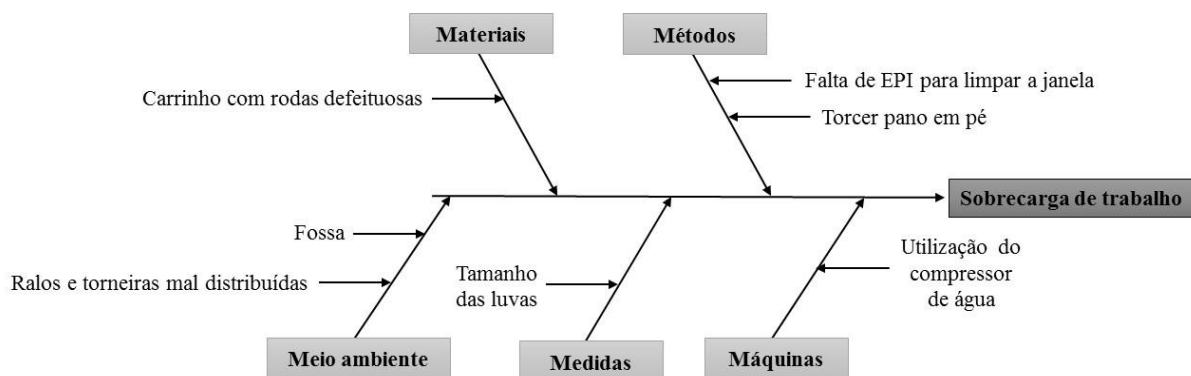 Materiais
Métodos
Carrinho com rodas defeituosas
Falta de EPI para limpar a janela
Torcer pano em pé
Sobrecarga de trabalho
Fossa
Ralos e torneiras mal distribuídas
Tamanho
das luvas
Utilização do
compressor
de água
Meio ambiente
Medidas
Máquinas